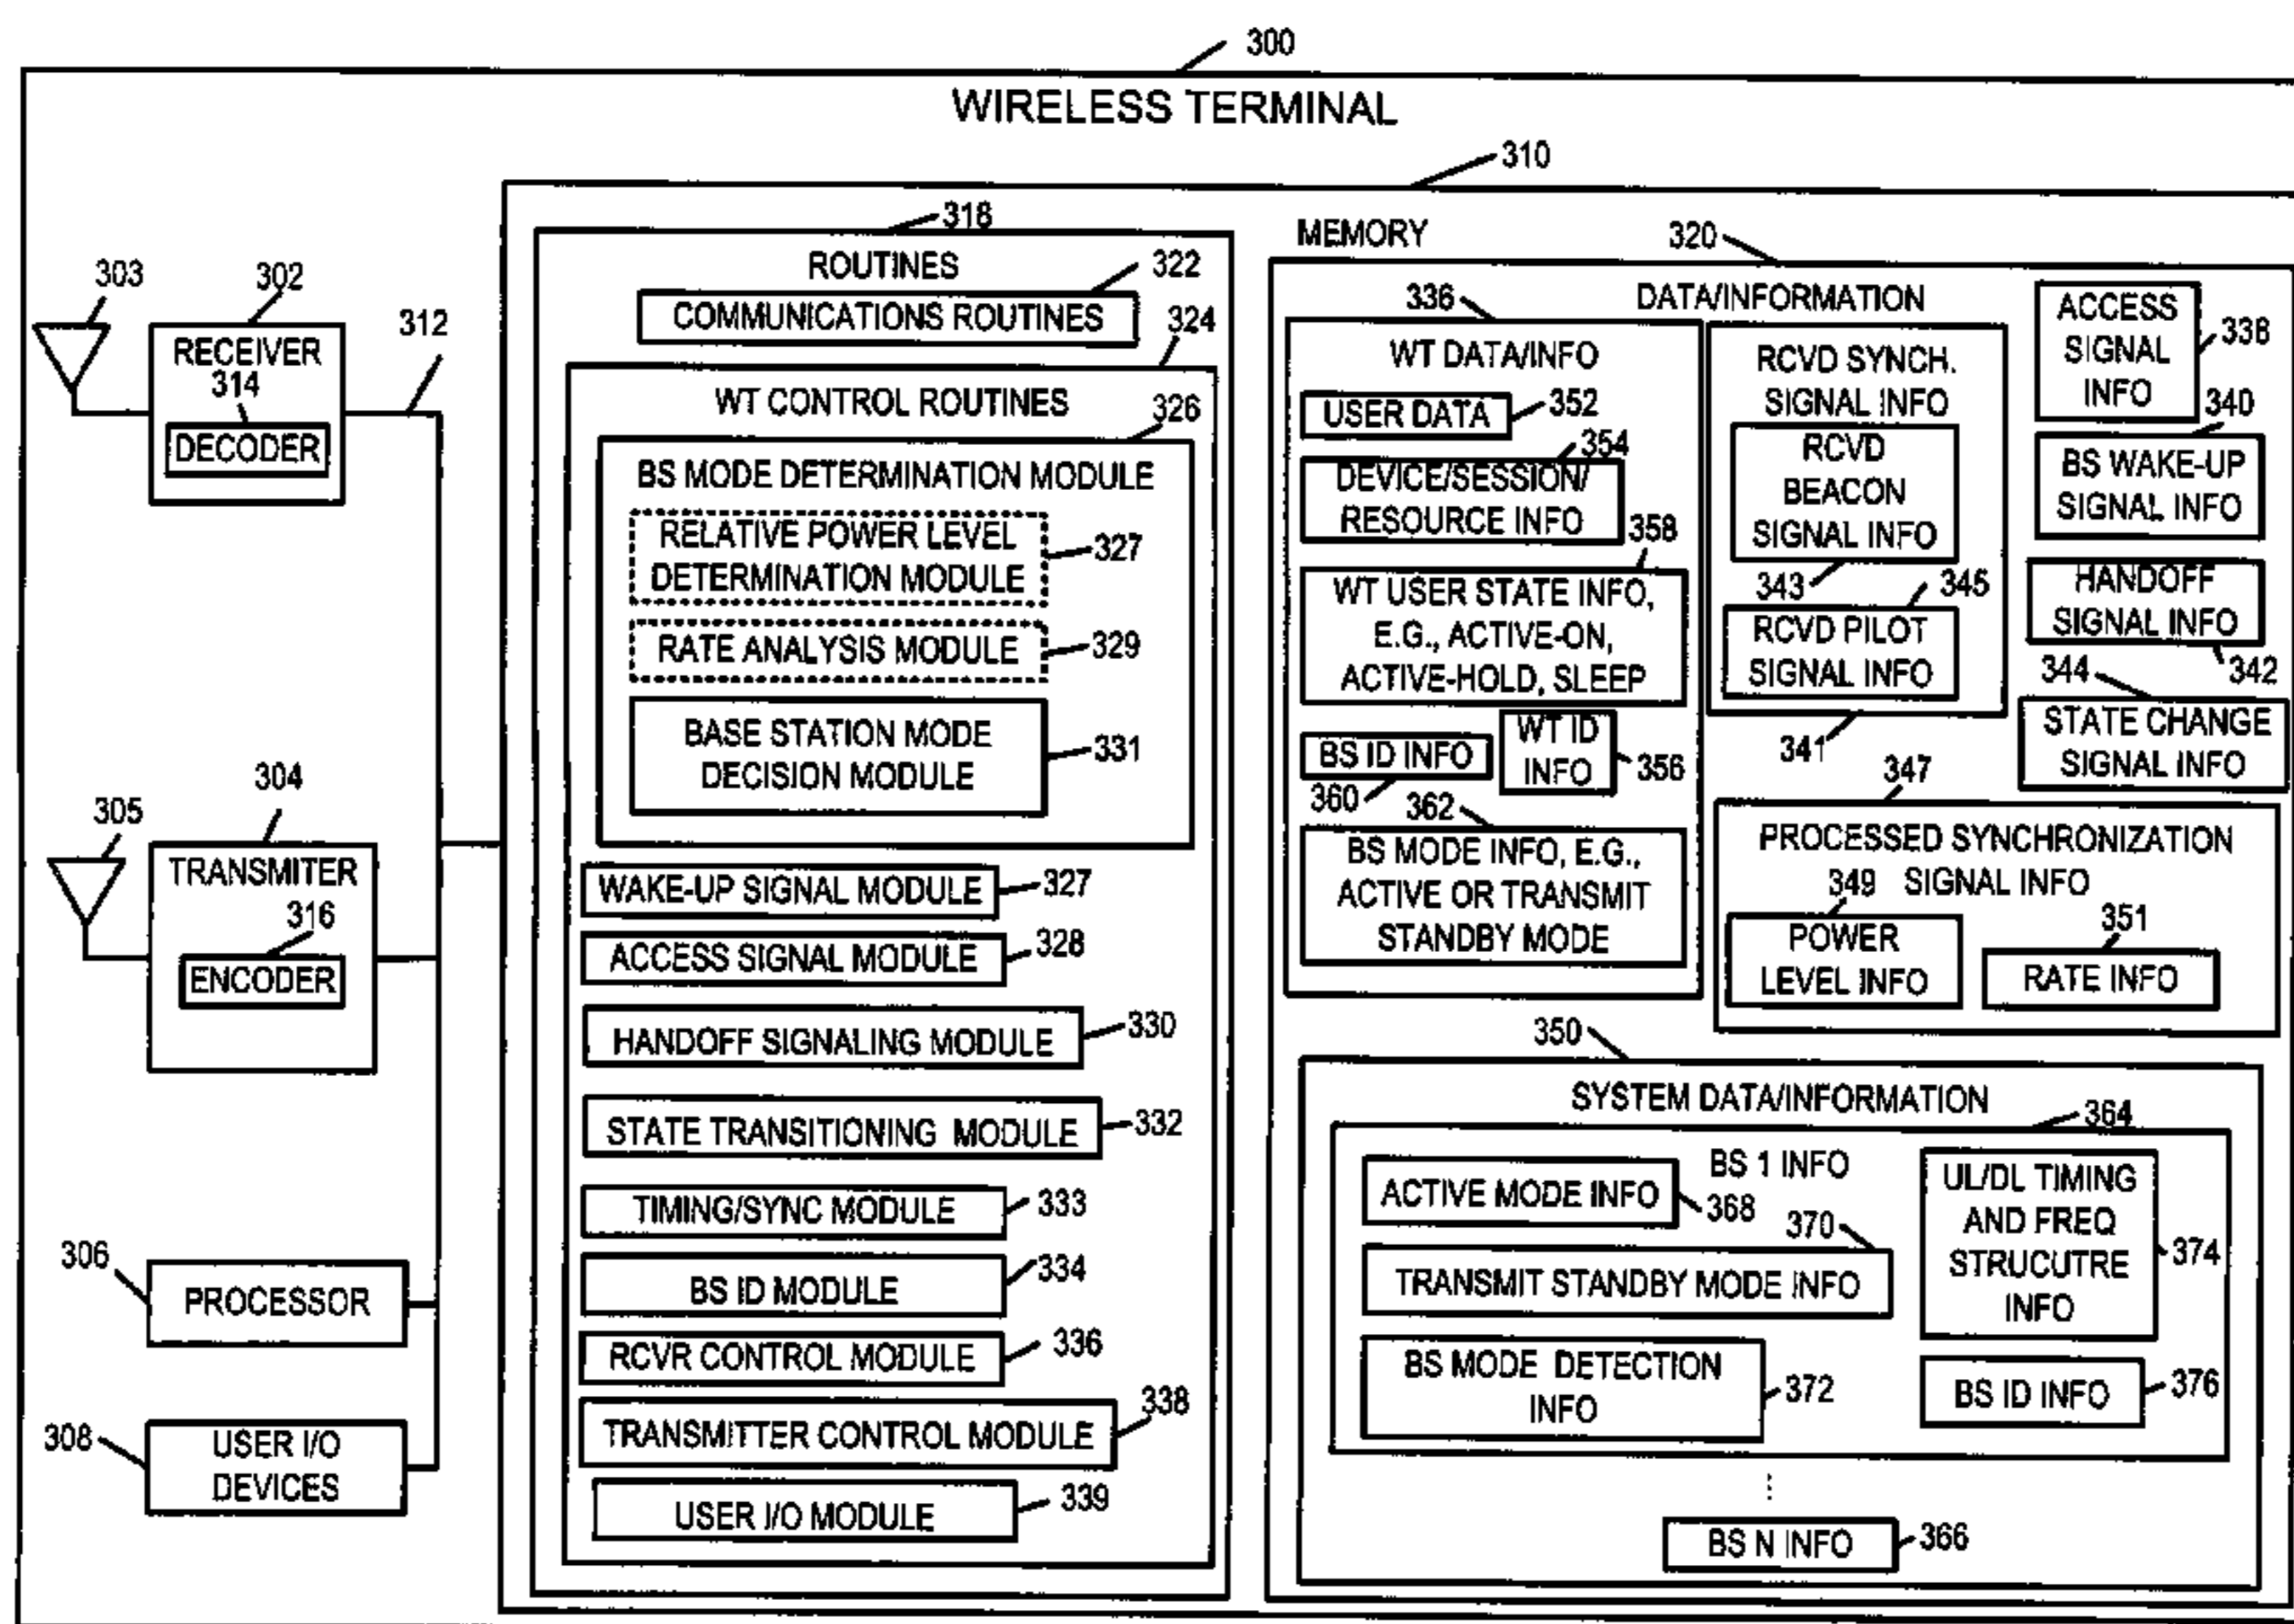 300
WIRELESS TERMINAL
310
303
302
RECEIVER
314
DECODER
312
305
304
TRANSMITER
316
ENCODER
306
PROCESSOR
308
USER I/O
DEVICES
318
ROUTINES
322
COMMUNICATIONS ROUTINES
324
WT CONTROL ROUTINES
326
BS MODE DETERMINATION MODULE
RELATIVE POWER LEVEL
DETERMINATION MODULE
327
RATE ANALYSIS MODULE
329
BASE STATION MODE
DECISION MODULE
331
WAKE-UP SIGNAL MODULE
327
ACCESS SIGNAL MODULE
328
HANDOFF SIGNALING MODULE
330
STATE TRANSITIONING MODULE
332
TIMING/SYNC MODULE
333
BS ID MODULE
334
RCVR CONTROL MODULE
336
TRANSMITTER CONTROL MODULE
338
USER I/O MODULE
339
MEMORY
320
DATA/INFORMATION
336
WT DATA/INFO
USER DATA
352
354
DEVICE/SESSION/
RESOURCE INFO
358
WT USER STATE INFO,
E.G., ACTIVE-ON,
ACTIVE-HOLD, SLEEP
BS ID INFO
360
WT ID
INFO
356
362
BS MODE INFO, E.G.,
ACTIVE OR TRANSMIT
STANDBY MODE
RCVD SYNCH.
SIGNAL INFO
RCVD
BEACON
SIGNAL INFO
343
345
RCVD PILOT
SIGNAL INFO
341
ACCESS
SIGNAL
INFO
338
340
BS WAKE-UP
SIGNAL INFO
HANDOFF
SIGNAL INFO
342
344
STATE CHANGE
SIGNAL INFO
347
PROCESSED SYNCHRONIZATION
SIGNAL INFO
349
POWER
LEVEL INFO
351
RATE INFO
350
SYSTEM DATA/INFORMATION
364
BS 1 INFO
ACTIVE MODE INFO
368
370
TRANSMIT STANDBY MODE INFO
BS MODE DETECTION
INFO
372
UL/DL TIMING
AND FREQ
STRUCUTRE
INFO
374
BS ID INFO
376
⋮
BS N INFO
366